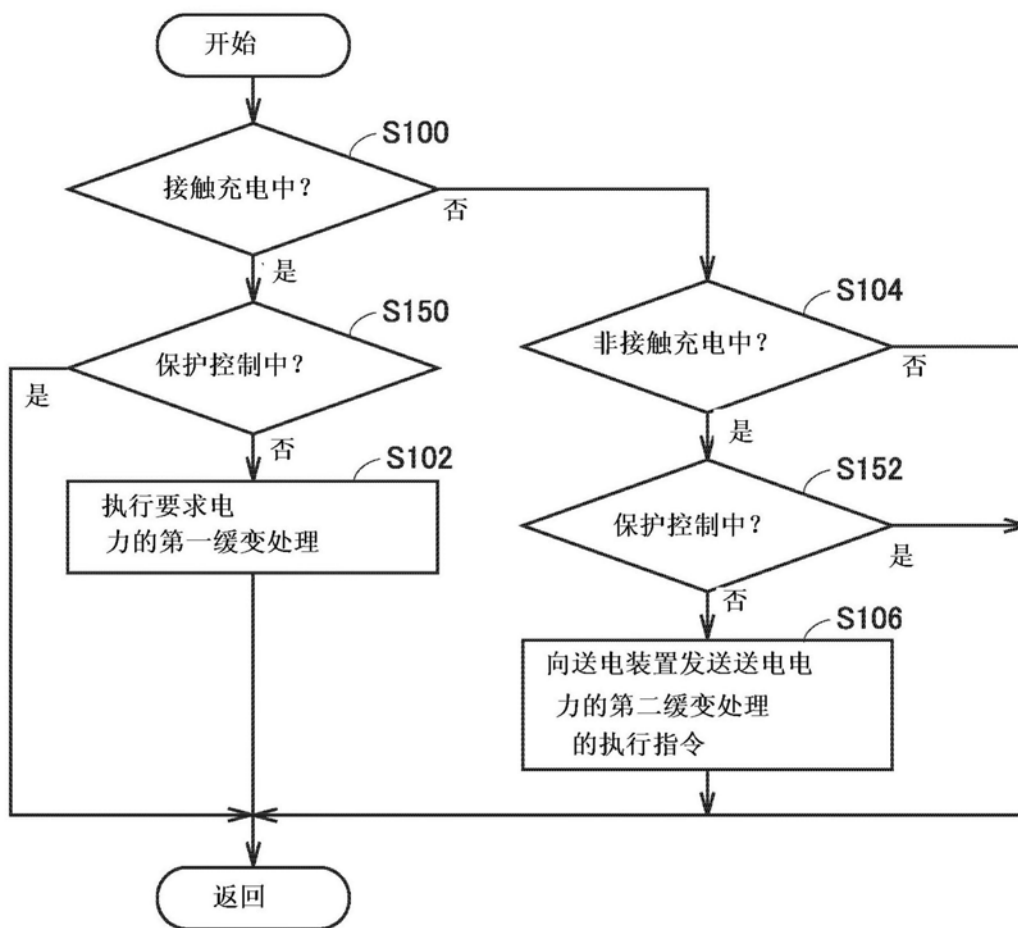 开始
S100
接触充电中？
否
是
S150
保护控制中？
是
否
S102
执行要求电
力的第一缓变处理
S104
非接触充电中？
否
是
S152
保护控制中？
是
否
S106
向送电装置发送送电电
力的第二缓变处理
的执行指令
返回